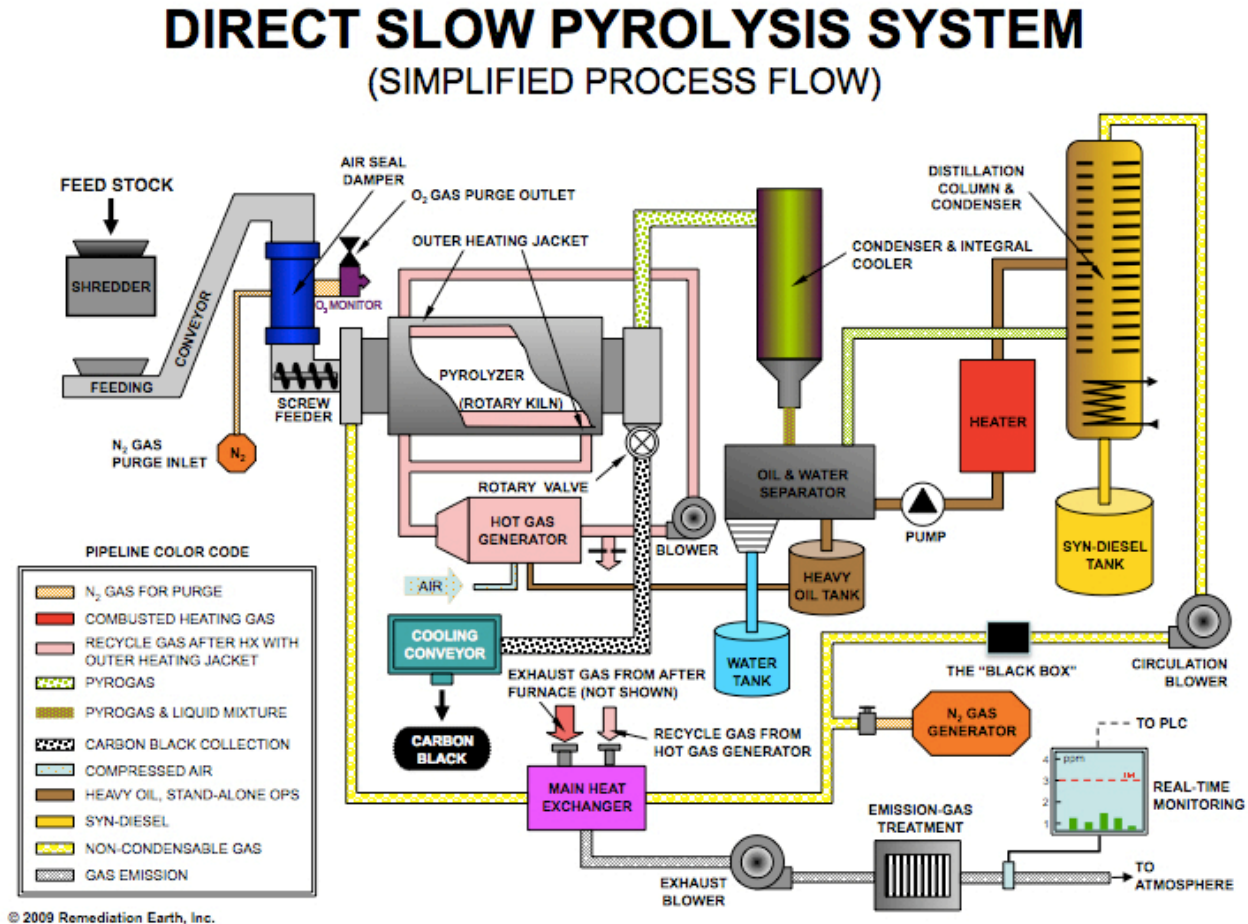 DIRECT SLOW PYROLYSIS SYSTEM
(SIMPLIFIED PROCESS FLOW)
FEED STOCK
SHREDDER
CONVEYOR
FEEDING
AIR SEAL
DAMPER
O₂ GAS PURGE OUTLET
O₂ MONITOR
OUTER HEATING JACKET
SCREW
FEEDER
N₂ GAS
PURGE INLET
N₂
PYROLYZER
(ROTARY KILN)
ROTARY VALVE
HOT GAS
GENERATOR
BLOWER
AIR
COOLING
CONVEYOR
CARBON
BLACK
CONDENSER & INTEGRAL
COOLER
DISTILLATION
COLUMN &
CONDENSER
HEATER
OIL & WATER
SEPARATOR
PUMP
HEAVY
OIL TANK
WATER
TANK
SYN-DIESEL
TANK
THE "BLACK BOX"
CIRCULATION
BLOWER
N₂ GAS
GENERATOR
EXHAUST GAS FROM AFTER
FURNACE (NOT SHOWN)
RECYCLE GAS FROM
HOT GAS GENERATOR
MAIN HEAT
EXCHANGER
EXHAUST
BLOWER
EMISSION-GAS
TREATMENT
TO PLC
4
ppm
3
2
1
REAL-TIME
MONITORING
TO
ATMOSPHERE
PIPELINE COLOR CODE
N₂ GAS FOR PURGE
COMBUSTED HEATING GAS
RECYCLE GAS AFTER HX WITH
OUTER HEATING JACKET
PYROGAS
PYROGAS & LIQUID MIXTURE
CARBON BLACK COLLECTION
COMPRESSED AIR
HEAVY OIL, STAND-ALONE OPS
SYN-DIESEL
NON-CONDENSABLE GAS
GAS EMISSION
© 2009 Remediation Earth, Inc.